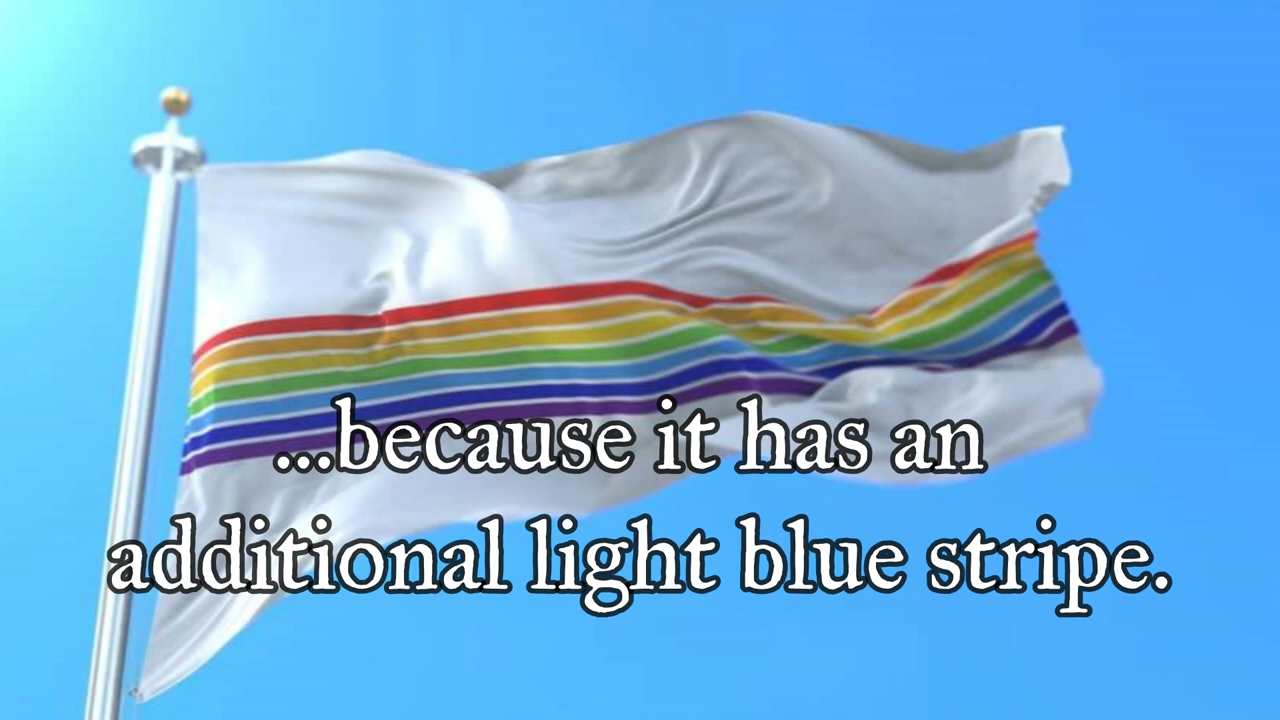 ...because it has an
additional light blue stripe.